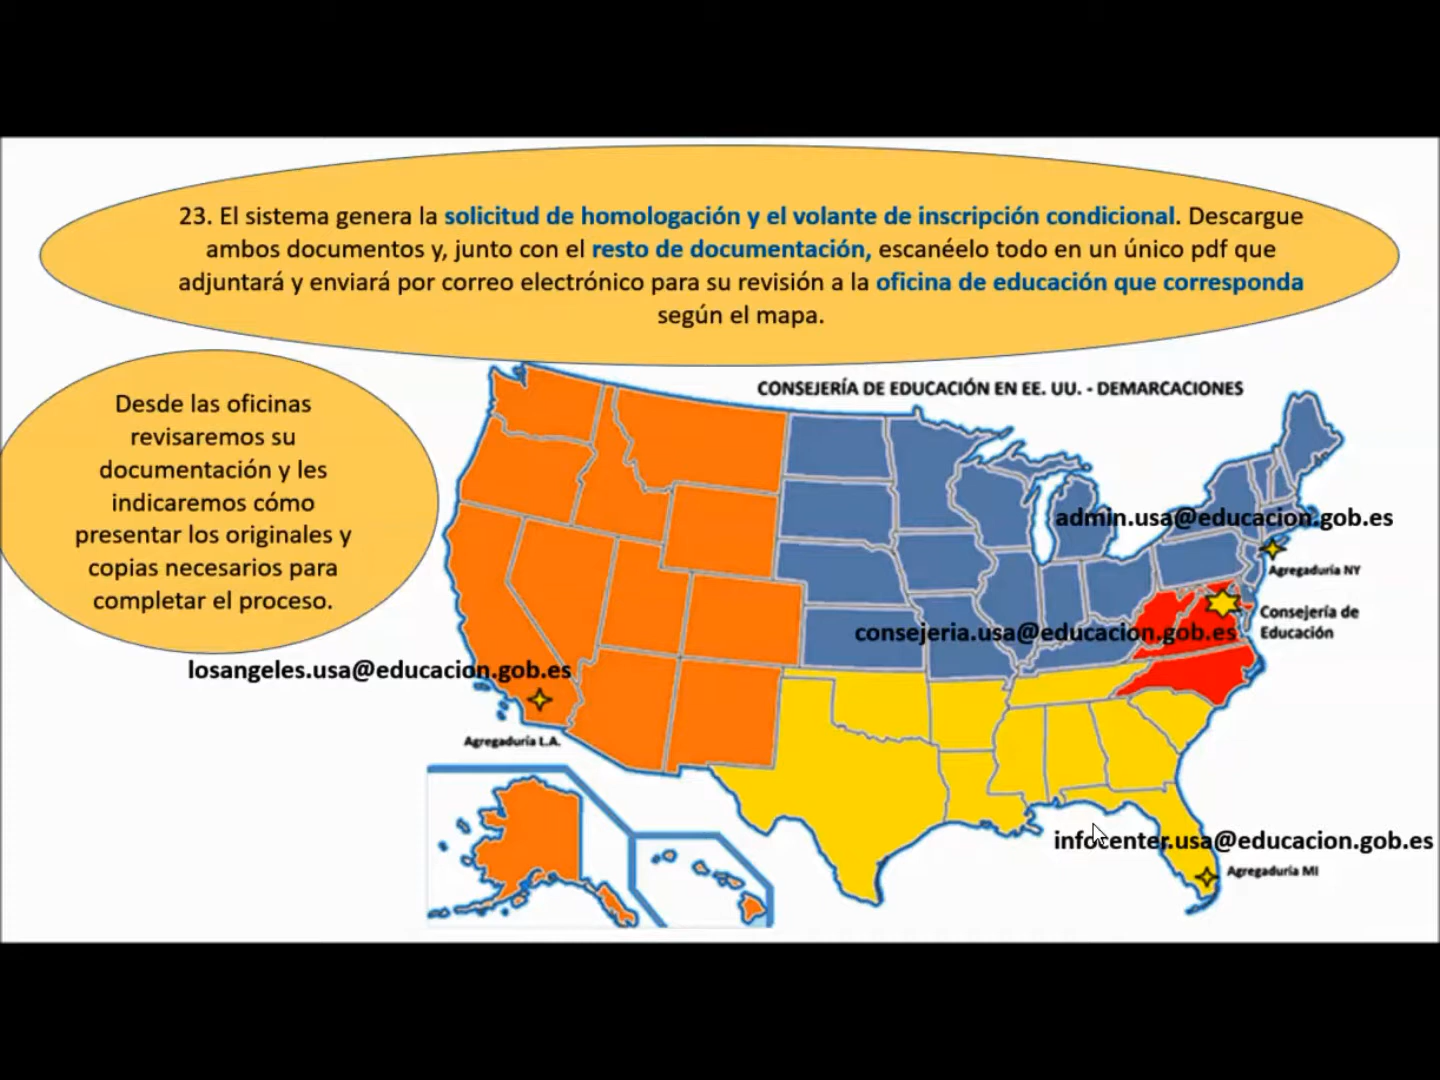 23. El sistema genera la solicitud de homologación y el volante de inscripción condicional. Descargue
ambos documentos y, junto con el resto de documentación, escanéelo todo en un único pdf que
adjuntará y enviará por correo electrónico para su revisión a la oficina de educación que corresponda
según el mapa.
Desde las oficinas
revisaremos su
documentación y les
indicaremos cómo
presentar los originales y
copias necesarios para
completar el proceso.
CONSEJERÍA DE EDUCACIÓN EN EE. UU. - DEMARCACIONES
admin.usa@educacion.gob.es
Agregaduría NY
Consejería de
Educación
consejeria.usa@educacion.gob.es
losangeles.usa@educacion.gob.es
Agregaduría L.A.
infocenter.usa@educacion.gob.es
Agregaduría MI